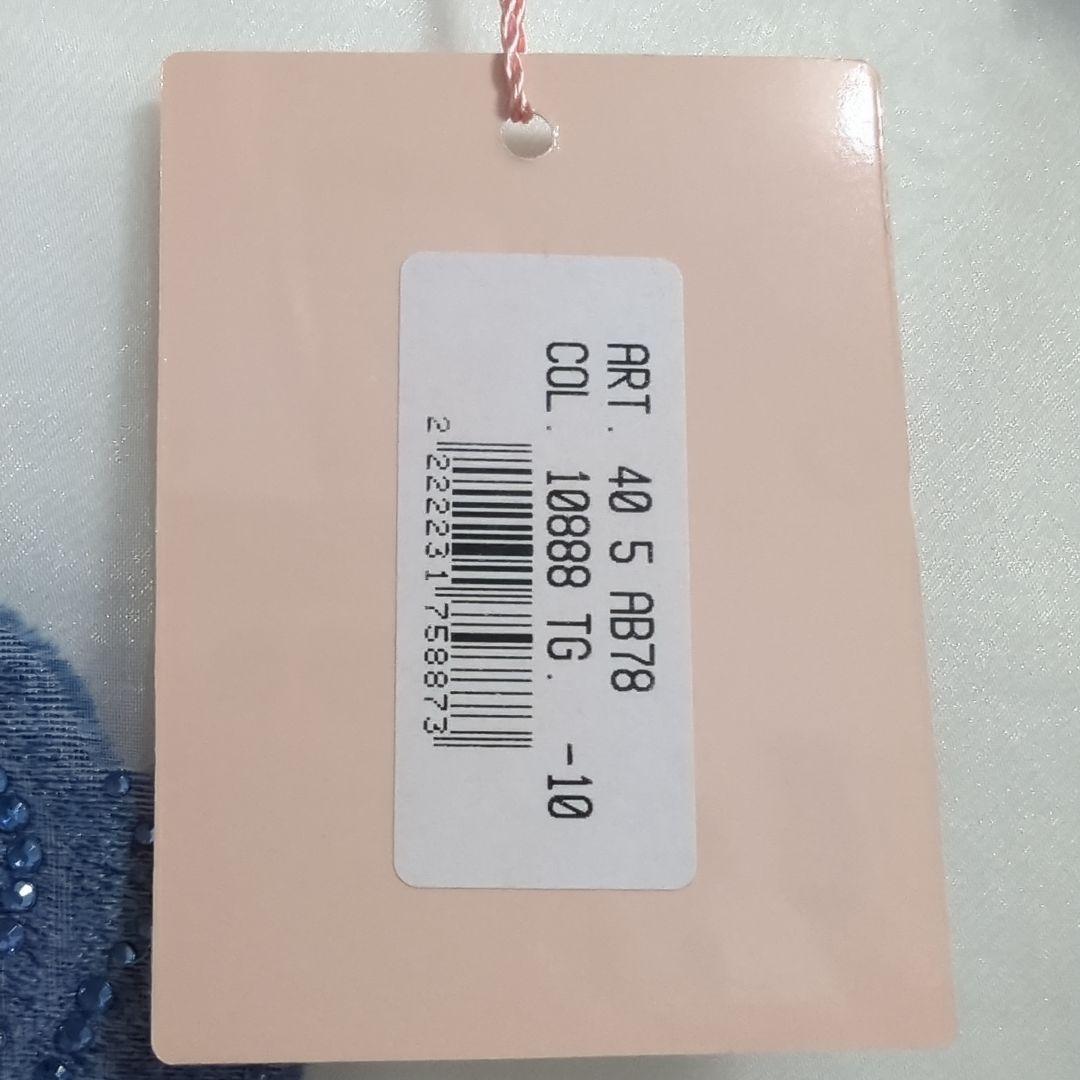 ART. 40 5 AB78
COL. 10888 TG. -10
2 222231 758873